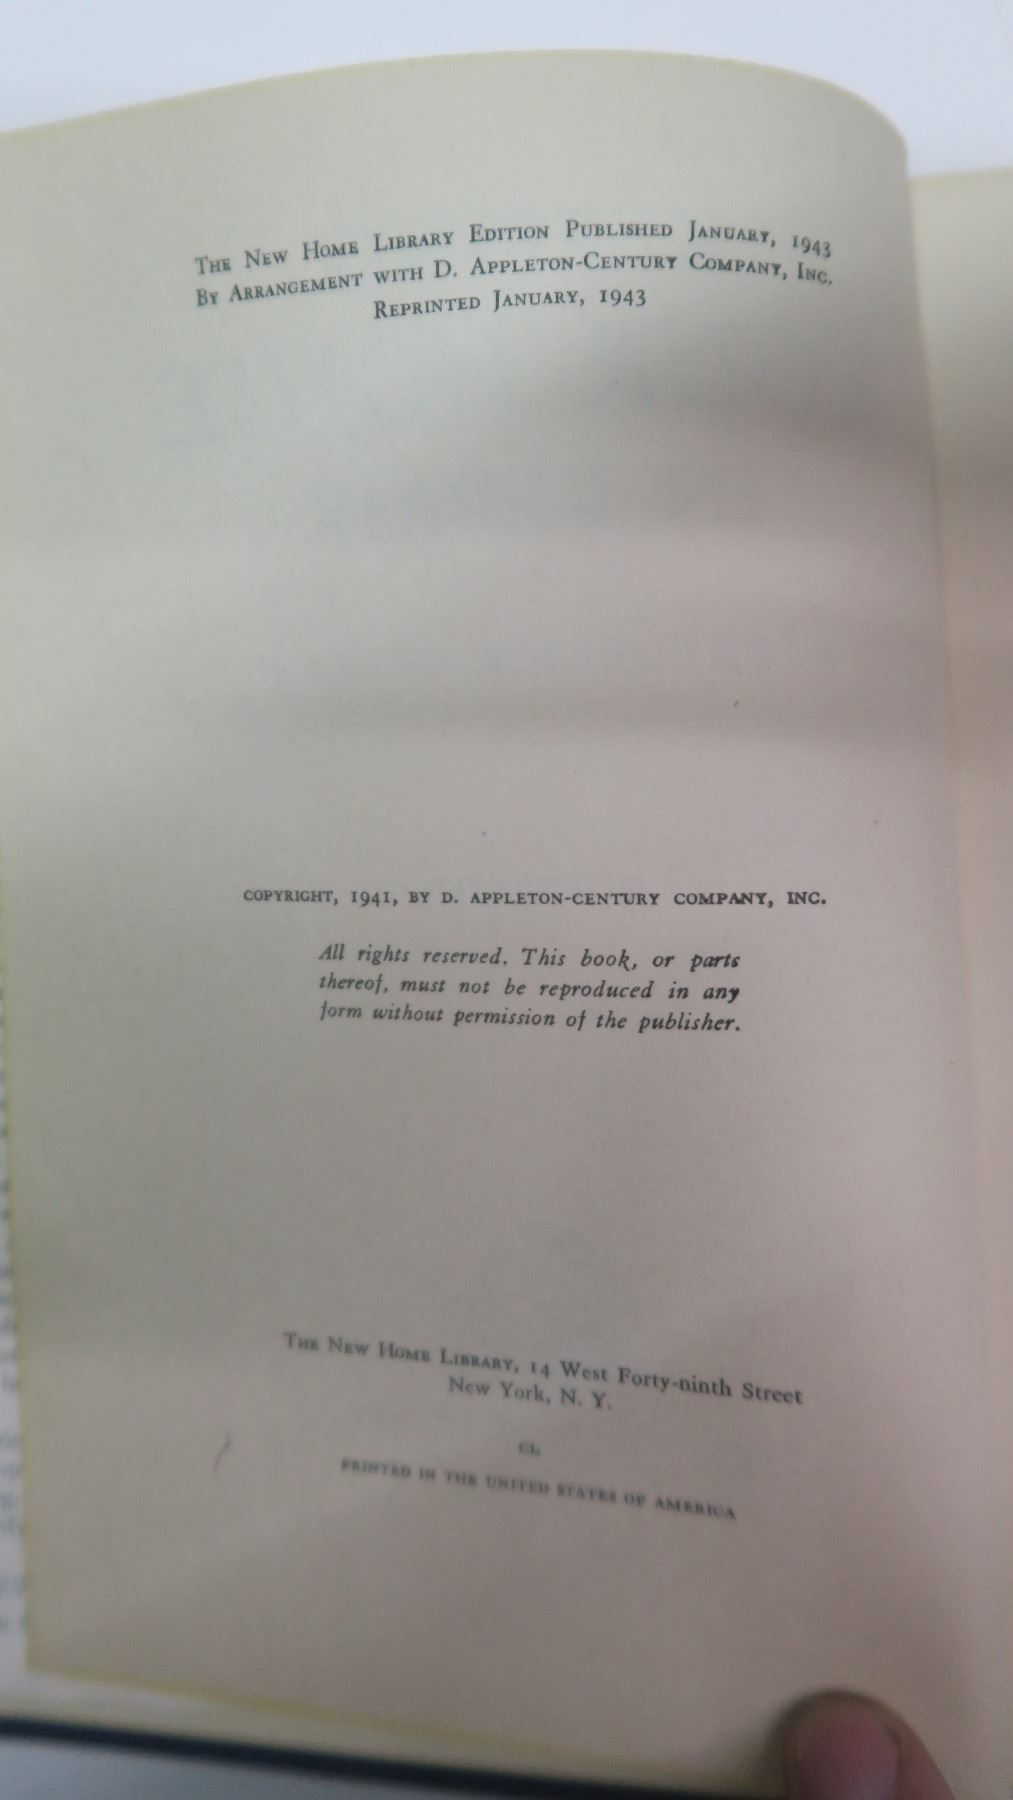 The New Home Library Edition Published January, 1943
By Arrangement with D. Appleton-Century Company, Inc.
Reprinted January, 1943
COPYRIGHT, 1941, BY D. APPLETON-CENTURY COMPANY, INC.
All rights reserved. This book, or parts
thereof, must not be reproduced in any
form without permission of the publisher.
The New Home Library, 14 West Forty-ninth Street
New York, N. Y.
CL
PRINTED IN THE UNITED STATES OF AMERICA